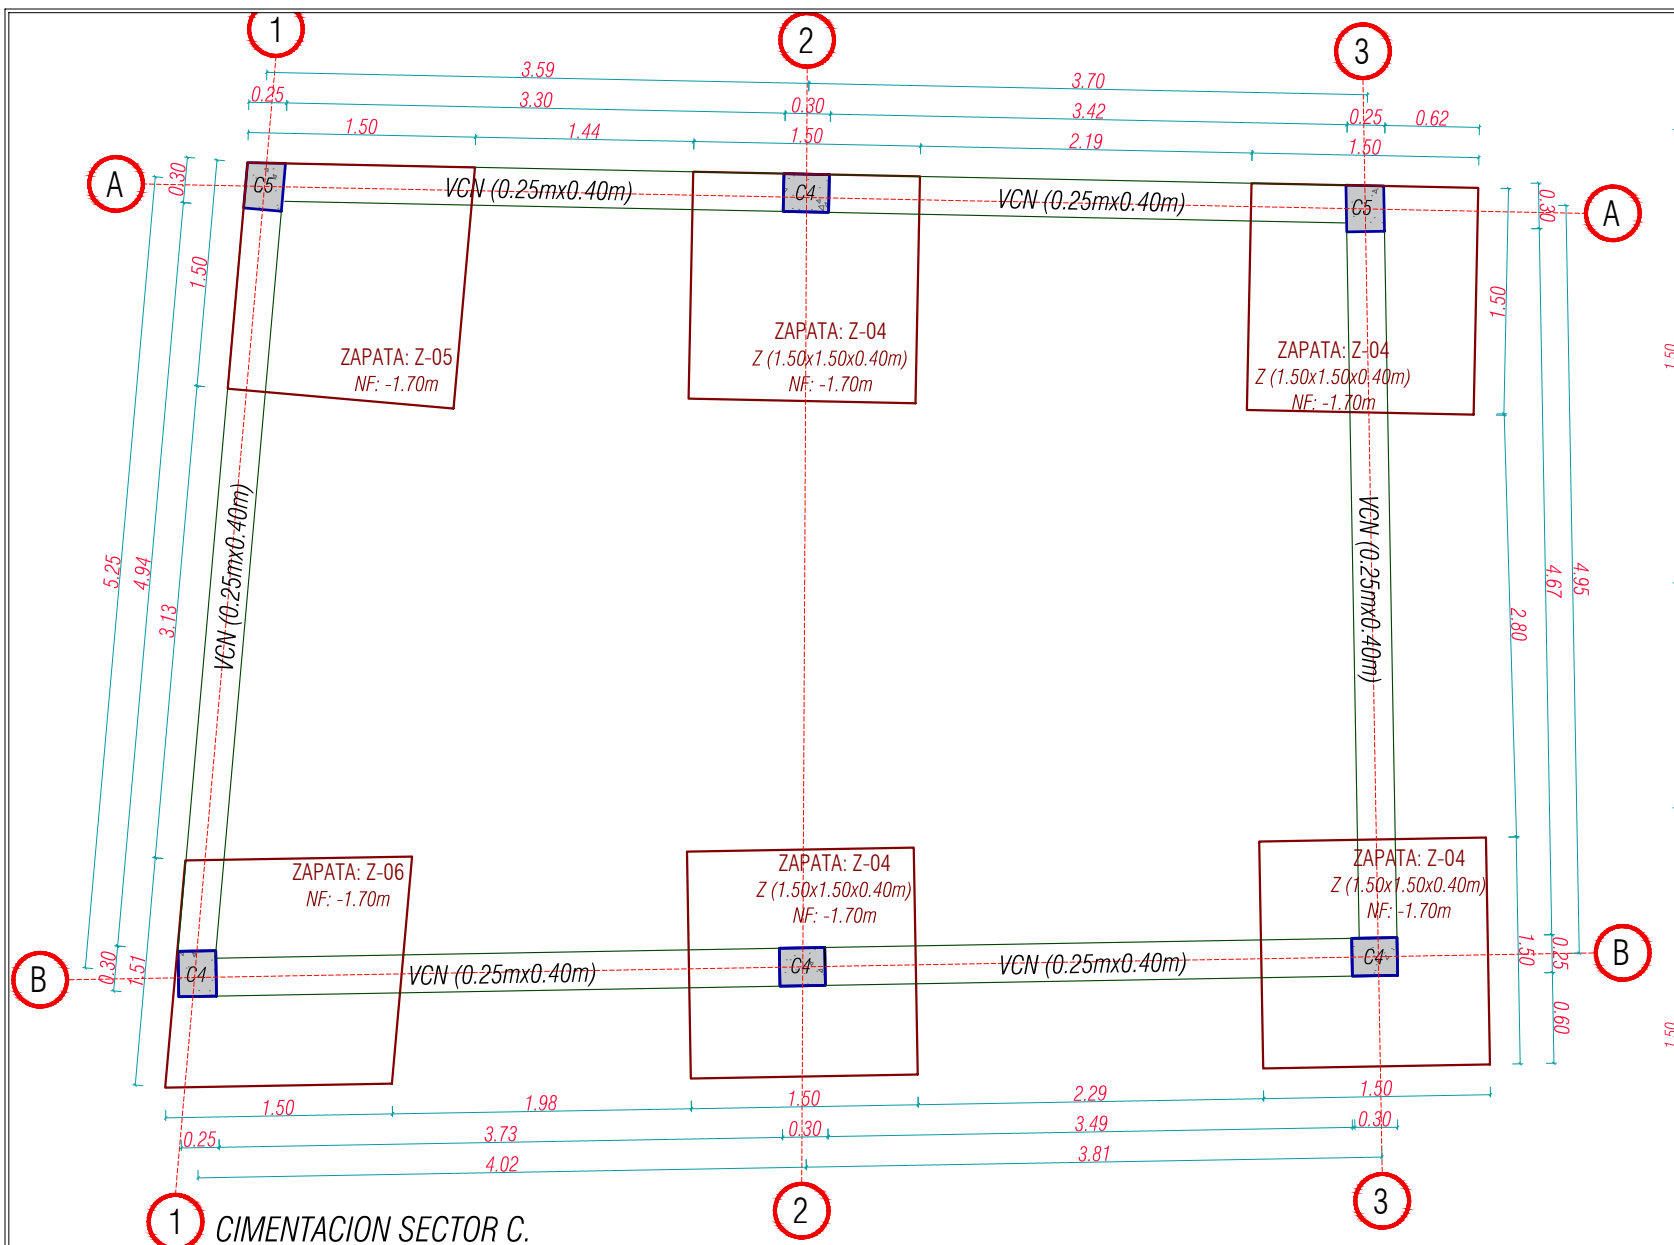 1
2
3
3.59
3.70
0.25
3.30
0.30
3.42
0.25
0.62
1.50
1.44
1.50
2.19
1.50
A
C5
VCN (0.25mx0.40m)
C4
VCN (0.25mx0.40m)
C5
A
0.30
0.30
1.50
1.51
ZAPATA: Z-05
NF: -1.70m
ZAPATA: Z-04
Z (1.50x1.50x0.40m)
NF: -1.70m
ZAPATA: Z-04
Z (1.50x1.50x0.40m)
NF: -1.70m
1.50
5.25
4.94
3.13
VCN (0.25mx0.40m)
VCN (0.25mx0.40m)
2.80
4.67
4.95
ZAPATA: Z-06
NF: -1.70m
ZAPATA: Z-04
Z (1.50x1.50x0.40m)
NF: -1.70m
ZAPATA: Z-04
Z (1.50x1.50x0.40m)
NF: -1.70m
B
0.30
1.51
C4
VCN (0.25mx0.40m)
C4
VCN (0.25mx0.40m)
C4
1.50
0.25
0.60
B
1.50
1.50
1.98
1.50
2.29
1.50
0.25
3.73
0.30
3.49
0.30
4.02
3.81
1
2
3
CIMENTACION SECTOR C.